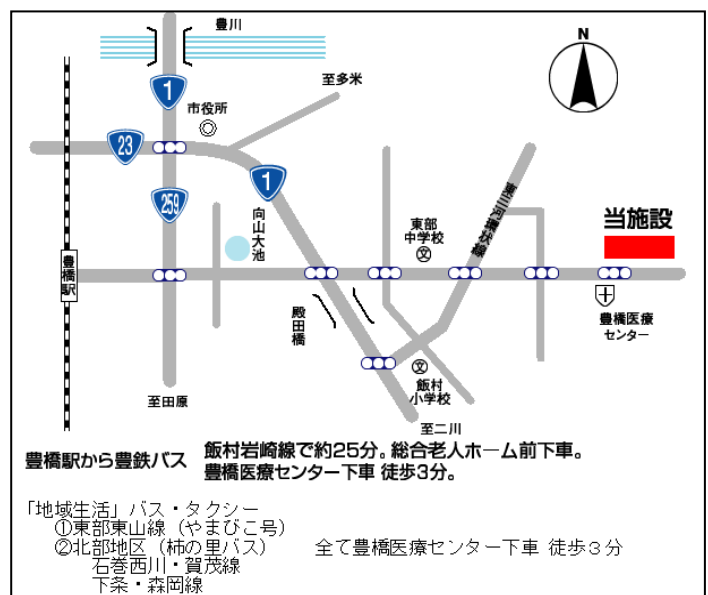 豊川
N
1
至多米
市役所
23
1
259
向山大池
東三河環状線
東部
中学校
文
当施設
豊橋駅
殿田橋
豊橋医療
センター
文
飯村
小学校
至田原
至二川
豊橋駅から豊鉄バス 飯村岩崎線で約25分。総合老人ホーム前下車。
豊橋医療センター下車 徒歩3分。
「地域生活」バス・タクシー
①東部東山線（やまびこ号）
②北部地区（柿の里バス） 全て豊橋医療センター下車 徒歩３分
石巻西川・賀茂線
下条・森岡線